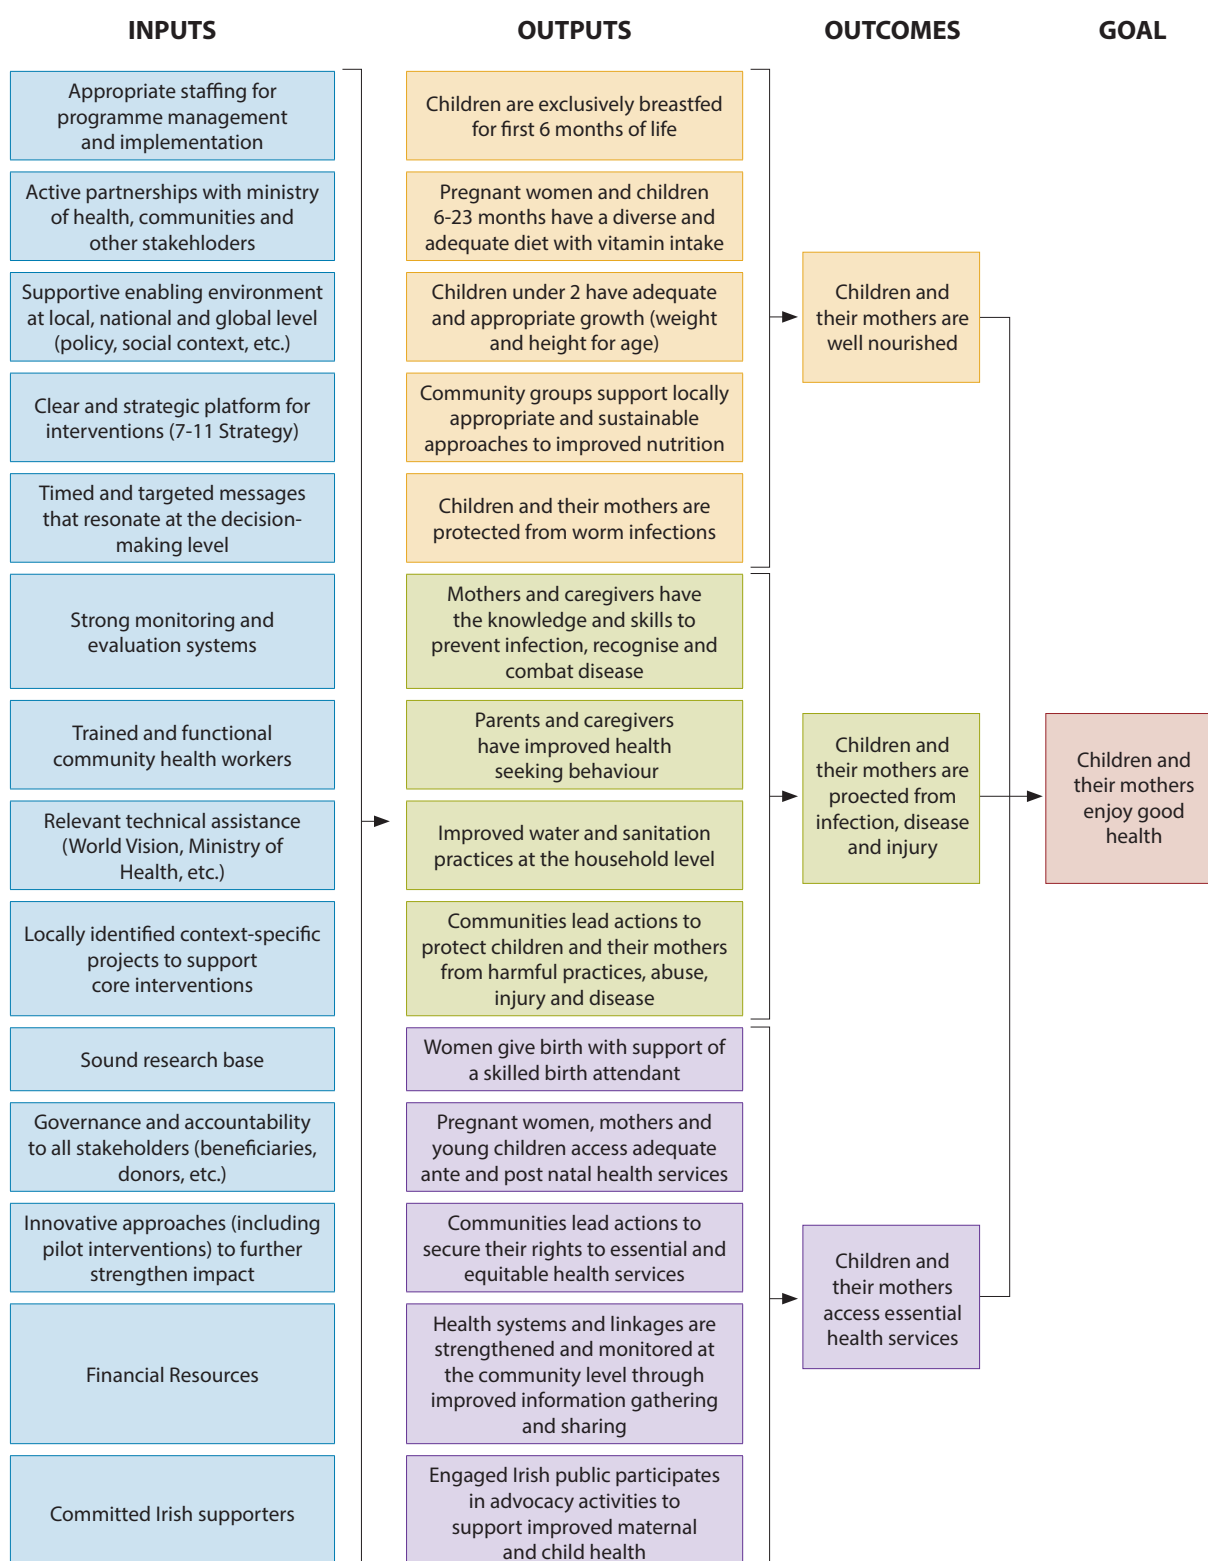 INPUTS
OUTPUTS
OUTCOMES
GOAL
Appropriate staffing for
programme management
and implementation
Active partnerships with ministry
of health, communities and
other stakehloders
Supportive enabling environment
at local, national and global level
(policy, social context, etc.)
Clear and strategic platform for
interventions (7-11 Strategy)
Timed and targeted messages
that resonate at the decision-
making level
Strong monitoring and
evaluation systems
Trained and functional
community health workers
Relevant technical assistance
(World Vision, Ministry of
Health, etc.)
Locally identified context-specific
projects to support
core interventions
Sound research base
Governance and accountability
to all stakeholders (beneficiaries,
donors, etc.)
Innovative approaches (including
pilot interventions) to further
strengthen impact
Financial Resources
Committed Irish supporters
Children are exclusively breastfed
for first 6 months of life
Pregnant women and children
6-23 months have a diverse and
adequate diet with vitamin intake
Children under 2 have adequate
and appropriate growth (weight
and height for age)
Community groups support locally
appropriate and sustainable
approaches to improved nutrition
Children and their mothers are
protected from worm infections
Mothers and caregivers have
the knowledge and skills to
prevent infection, recognise and
combat disease
Parents and caregivers
have improved health
seeking behaviour
Improved water and sanitation
practices at the household level
Communities lead actions to
protect children and their mothers
from harmful practices, abuse,
injury and disease
Women give birth with support of
a skilled birth attendant
Pregnant women, mothers and
young children access adequate
ante and post natal health services
Communities lead actions to
secure their rights to essential and
equitable health services
Health systems and linkages are
strengthened and monitored at
the community level through
improved information gathering
and sharing
Engaged Irish public participates
in advocacy activities to
support improved maternal
and child health
Children and
their mothers are
well nourished
Children and
their mothers are
proected from
infection, disease
and injury
Children and
their mothers
access essential
health services
Children and
their mothers
enjoy good
health